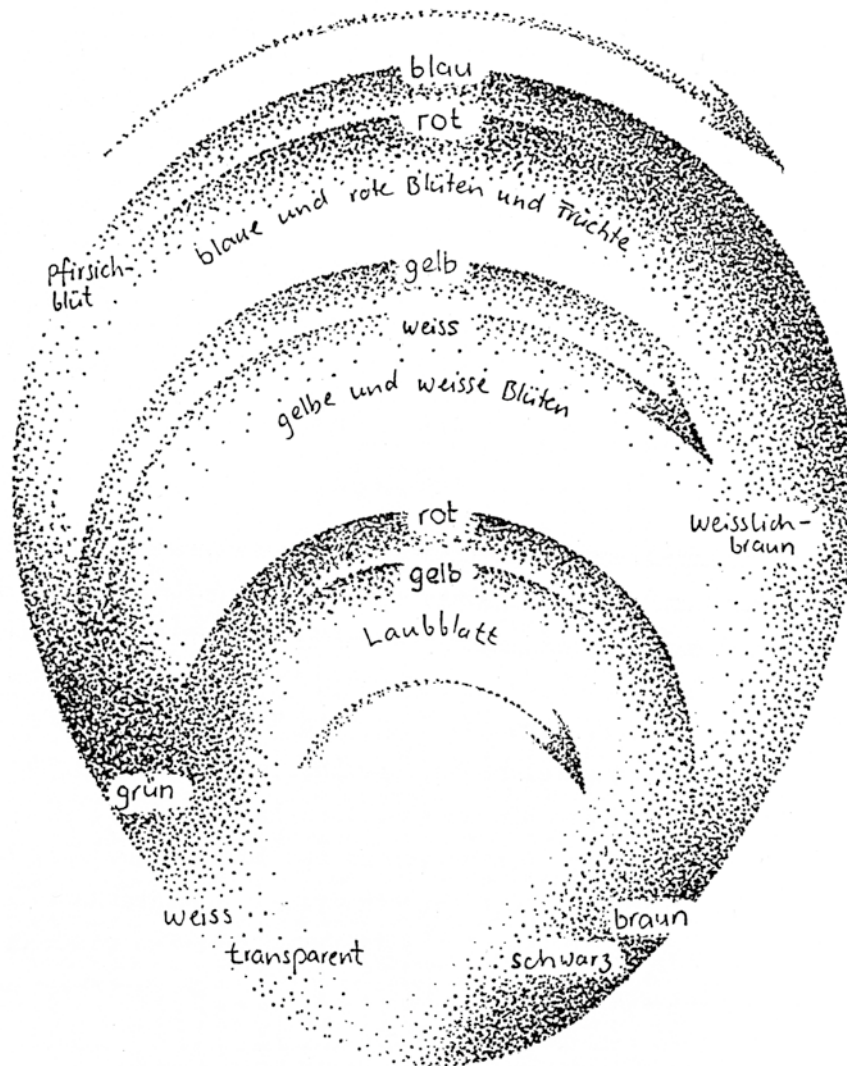 blau
rot
blaue und rote Blüten und Früchte
Pfirsich-
blüt
gelb
weiss
gelbe und weisse Blüten
rot
weisslich-
braun
gelb
Laubblatt
grün
weiss
braun
transparent
schwarz